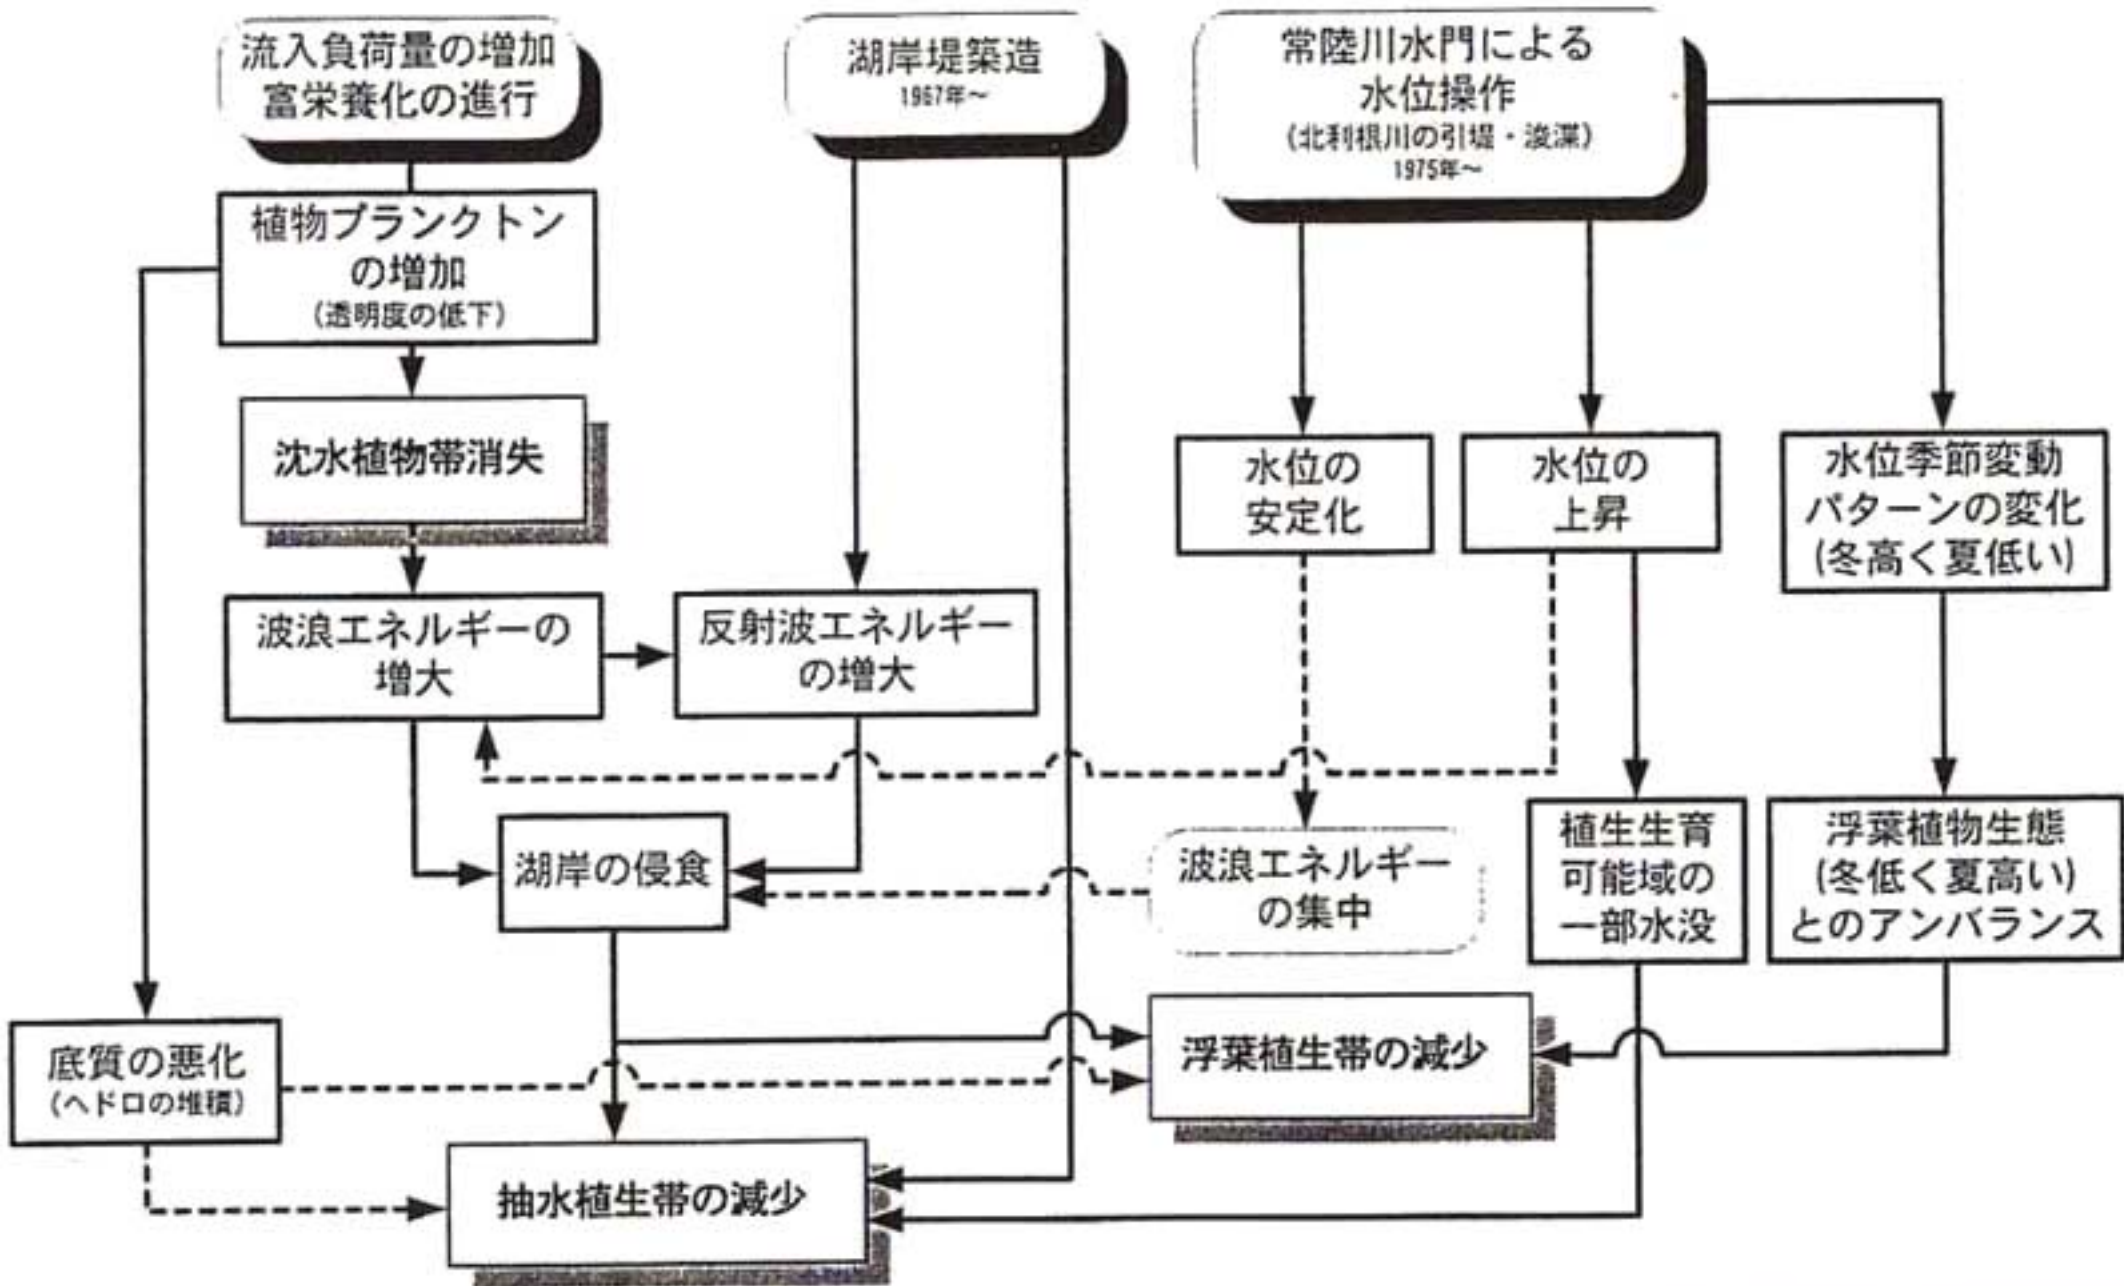 流入負荷量の増加
富栄養化の進行
湖岸堤築造
1967年~
常陸川水門による
水位操作
(北利根川の引堤・浚渫)
1975年~
植物プランクトン
の増加
(透明度の低下)
沈水植物帯消失
水位の
安定化
水位の
上昇
水位季節変動
パターンの変化
(冬高く夏低い)
波浪エネルギーの
増大
反射波エネルギー
の増大
湖岸の侵食
波浪エネルギー
の集中
植生生育
可能域の
一部水没
浮葉植物生態
(冬低く夏高い)
とのアンバランス
底質の悪化
(ヘドロの堆積)
浮葉植生帯の減少
抽水植生帯の減少